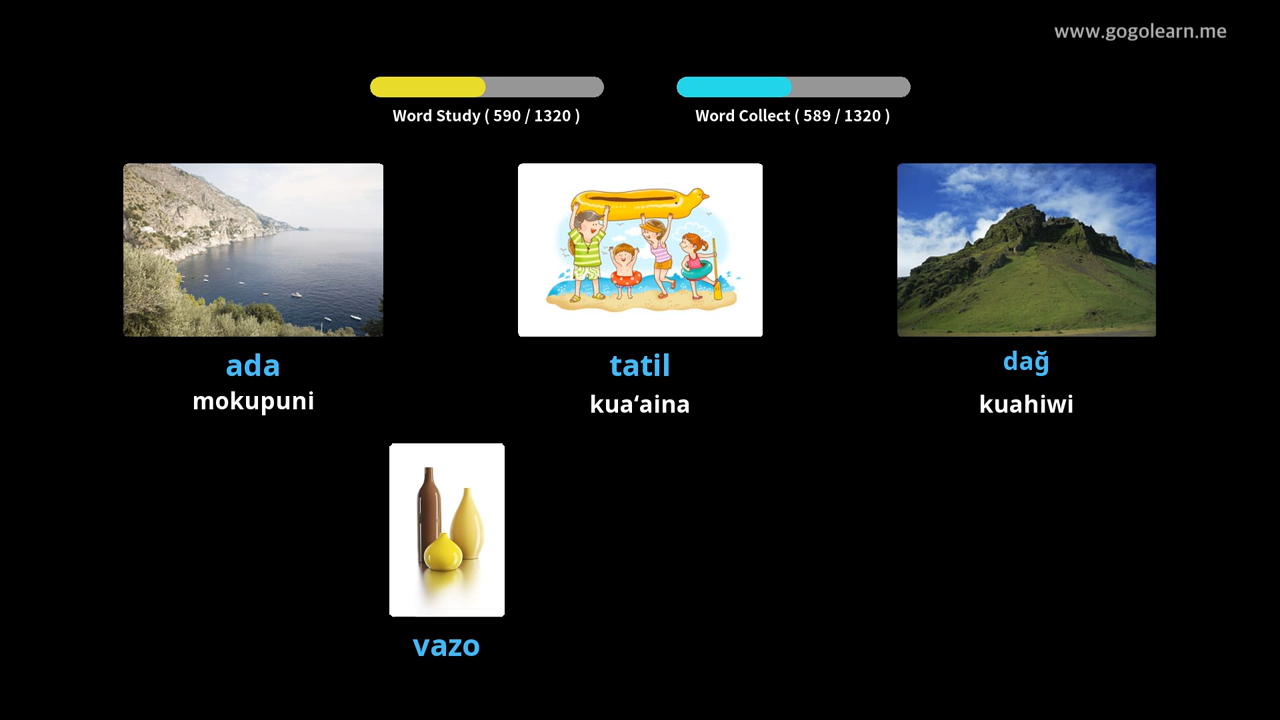 www.gogolearn.me
Word Study ( 590 / 1320 )
Word Collect ( 589 / 1320 )
ada
mokupuni
tatil
kuaʻaina
dağ
kuahiwi
vazo